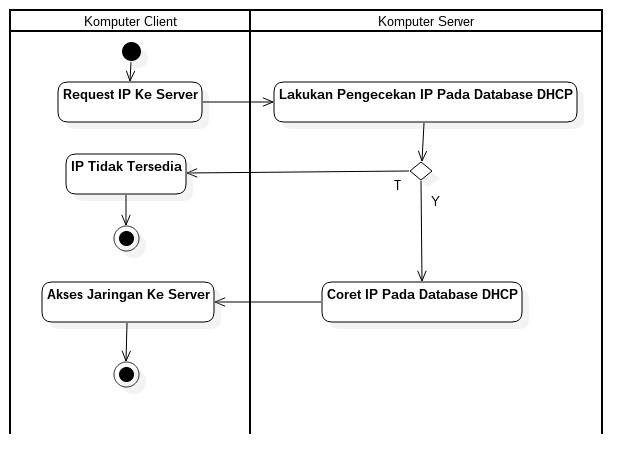 Komputer Client
Komputer Server
Request IP Ke Server
Lakukan Pengecekan IP Pada Database DHCP
IP Tidak Tersedia
T
Y
Akses Jaringan Ke Server
Coret IP Pada Database DHCP